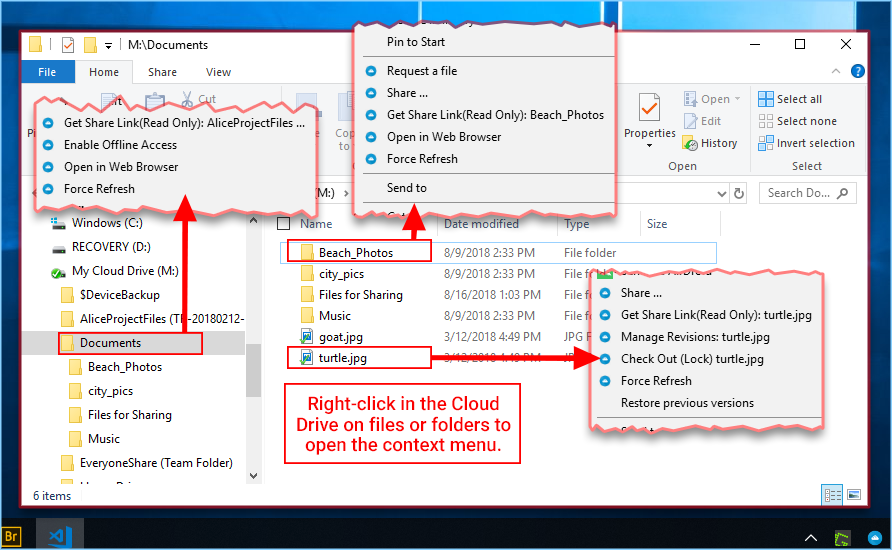 M:\Documents
File
Home
Share
View
Cut
Get Share Link(Read Only): AliceProjectFiles ...
Enable Offline Access
Open in Web Browser
Force Refresh
Pin to Start
Request a file
Share ...
Get Share Link(Read Only): Beach_Photos
Open in Web Browser
Force Refresh
Send to
Properties
Open
Edit
History
Open
Select all
Select none
Invert selection
Select
(M:)
Search Do...
Name
Date modified
Type
Size
Windows (C:)
RECOVERY (D:)
My Cloud Drive (M:)
$DeviceBackup
AliceProjectFiles (TP-20180212-
Documents
Beach_Photos
city_pics
Files for Sharing
Music
EveryoneShare (Team Folder)
Beach_Photos 8/9/2018 2:33 PM File folder
city_pics 8/9/2018 2:33 PM File folder
Files for Sharing 8/16/2018 1:03 PM File
Music 8/9/2018 2:33 PM File
goat.jpg 3/12/2018 4:49 PM JPG F
turtle.jpg 3/12/2018 4:49 PM
Share ...
Get Share Link(Read Only): turtle.jpg
Manage Revisions: turtle.jpg
Check Out (Lock) turtle.jpg
Force Refresh
Restore previous versions
Right-click in the Cloud
Drive on files or folders to
open the context menu.
6 items
Br